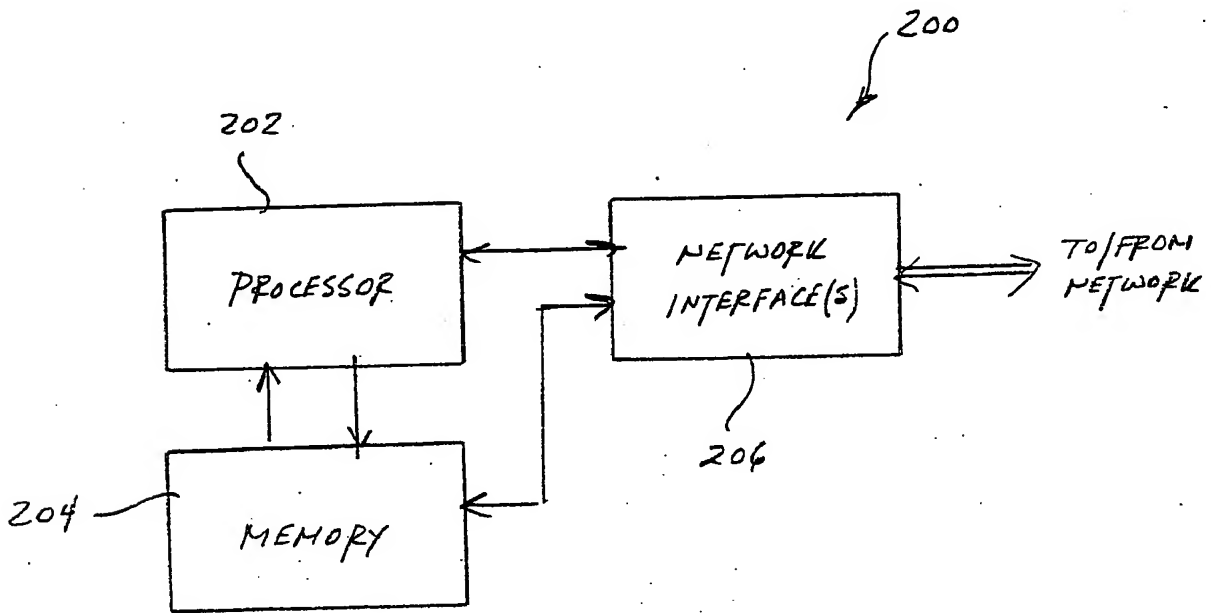 200
202
PROCESSOR
NETWORK
INTERFACE(S)
TO/FROM
NETWORK
206
204
MEMORY